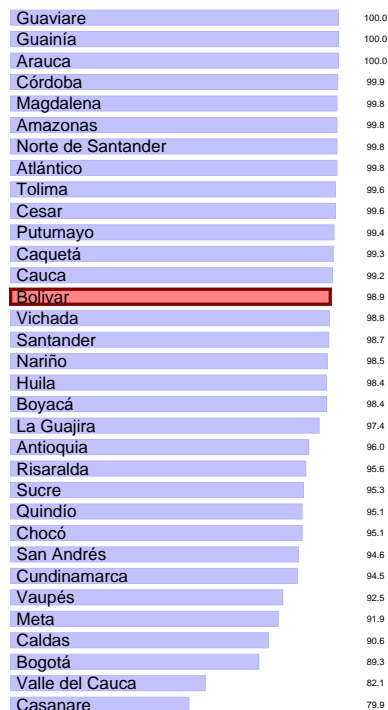 Guaviare 100.0
Guainía 100.0
Arauca 100.0
Córdoba 99.9
Magdalena 99.8
Amazonas 99.8
Norte de Santander 99.8
Atlántico 99.8
Tolima 99.6
Cesar 99.6
Putumayo 99.4
Caquetá 99.3
Cauca 99.2
Bolivar 98.9
Vichada 98.8
Santander 98.7
Nariño 98.5
Huila 98.4
Boyacá 98.4
La Guajira 97.4
Antioquia 96.0
Risaralda 95.6
Sucre 95.3
Quindío 95.1
Chocó 95.1
San Andrés 94.6
Cundinamarca 94.5
Vaupés 92.5
Meta 91.9
Caldas 90.6
Bogotá 89.3
Valle del Cauca 82.1
Casanare 79.9